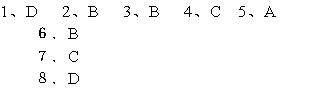 1、D 2、B 3、B 4、C 5、A
6 、B
7 、C
8 、D